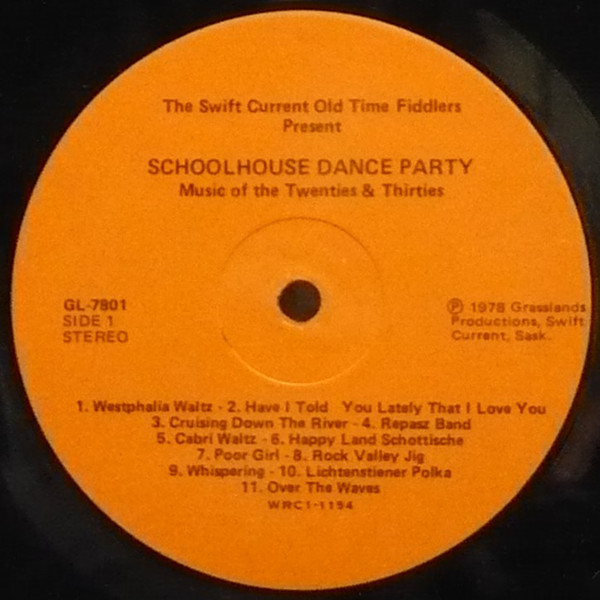 The Swift Current Old Time Fiddlers
Present
SCHOOLHOUSE DANCE PARTY
Music of the Twenties & Thirties
GL-7801
SIDE 1
STEREO
℗ 1978 Grasslands
Productions, Swift
Current, Sask.
1. Westphalia Waltz - 2. Have I Told You Lately That I Love You
3. Cruising Down The River - 4. Repasz Band
5. Cabri Waltz - 6. Happy Land Schottische
7. Poor Girl - 8. Rock Valley Jig
9. Whispering - 10. Lichtenstiener Polka
11. Over The Waves
WRC1-1194